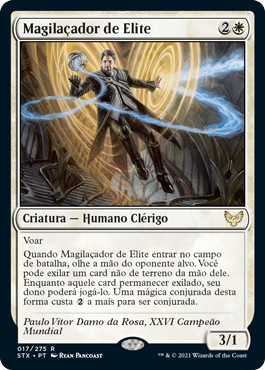 Magilaçador de Elite 2
Criatura — Humano Clérigo
Voar
Quando Magilaçador de Elite entrar no campo
de batalha, olhe a mão do oponente alvo. Você
pode exilar um card não de terreno da mão dele.
Enquanto aquele card permanecer exilado, seu
dono poderá jogá-lo. Uma mágica conjurada desta
forma custa 2 a mais para ser conjurada.
Paulo Vitor Damo da Rosa, XXVI Campeão
Mundial
3/1
017/275 R
STX • PT RYAN PANCOAST
™ & © 2021 Wizards of the Coast